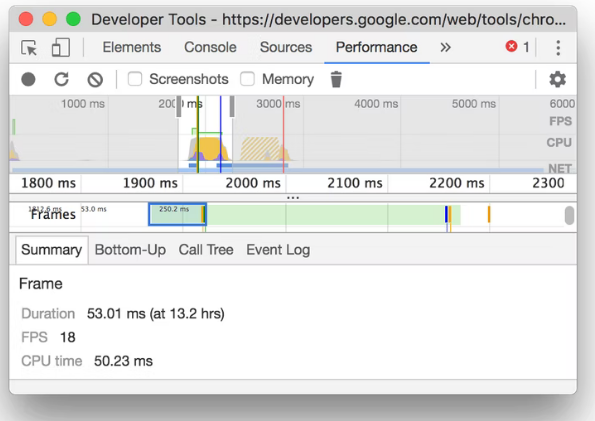 Developer Tools - https://developers.google.com/web/tools/chro...
Elements Console Sources Performance » 1
Screenshots Memory
1000 ms 2000 ms 3000 ms 4000 ms 5000 ms 6000
FPS
CPU
NET
1800 ms 1900 ms 2000 ms 2100 ms 2200 ms 2300
...
Frames 53.0 ms 250.2 ms
Summary Bottom-Up Call Tree Event Log
Frame
Duration 53.01 ms (at 13.2 hrs)
FPS 18
CPU time 50.23 ms